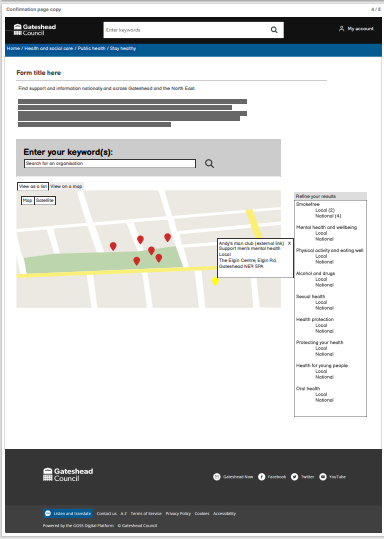 Confirmation page copy
4 / E
Gateshead
Council
Enter keywords
My account
Home / Health and social care / Public health / Stay healthy
Form title here
Find support and information nationally and across Gateshead and the North East.
Enter your keyword(s):
Search for an organisation
View as a list View on a map
Map Satellite
Andy's man club (external link) X
Support men's mental health
Local
The Elgin Centre, Elgin Rd,
Gateshead NE9 5PA
Refine your results
Smokefree
Local (2)
National (4)
Mental health and wellbeing
Local
National
Physical activity and eating well
Local
National
Alcohol and drugs
Local
National
Sexual health
Local
National
Health protection
Local
National
Protecting your health
Local
National
Health for young people
Local
National
Oral health
Local
National
Gateshead
Council
Gateshead Now
Facebook
Twitter
YouTube
Listen and translate Contact us A-Z Terms of Service Privacy Policy Cookies Accessibility
Powered by the GOSS Digital Platform © Gateshead Council